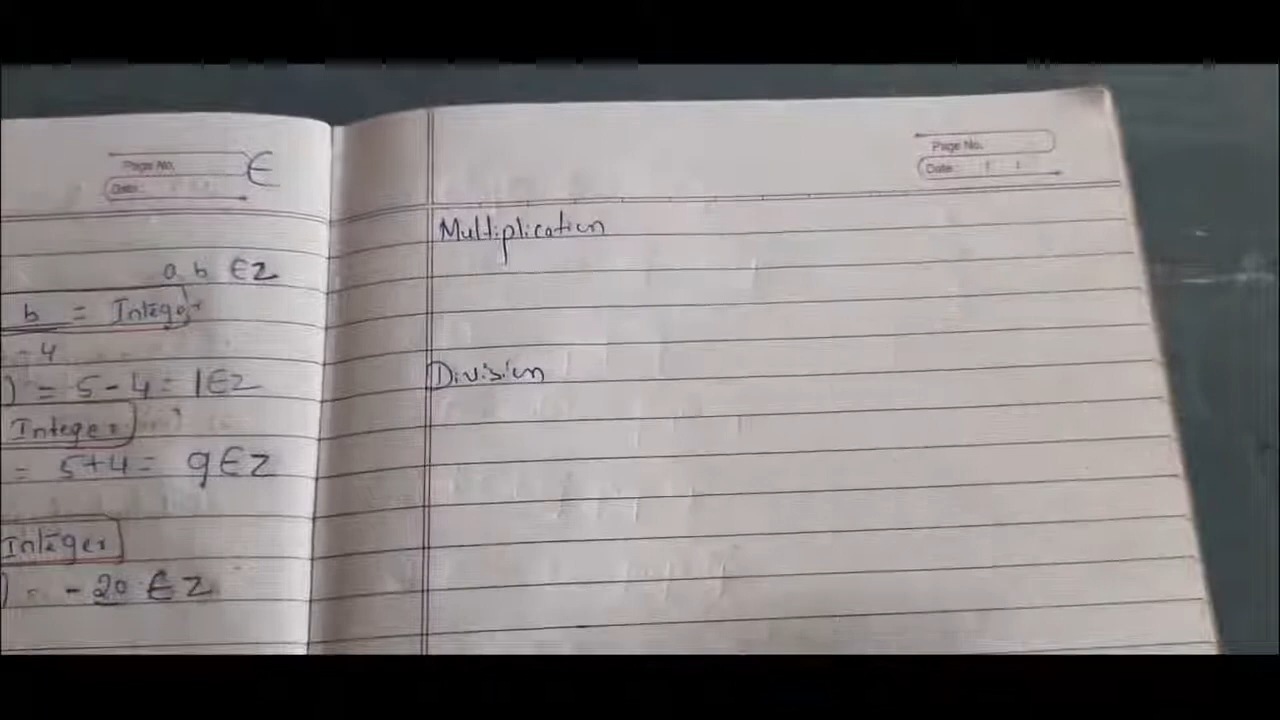 Page No.
Date:
∈
a, b ∈ Z
b = Integer
= 4
) = 5 - 4 = 1 ∈ Z
Integer
= 5 + 4 = 9 ∈ Z
Integer
) = -20 ∈ Z
Page No.
Date
Multiplication
Division